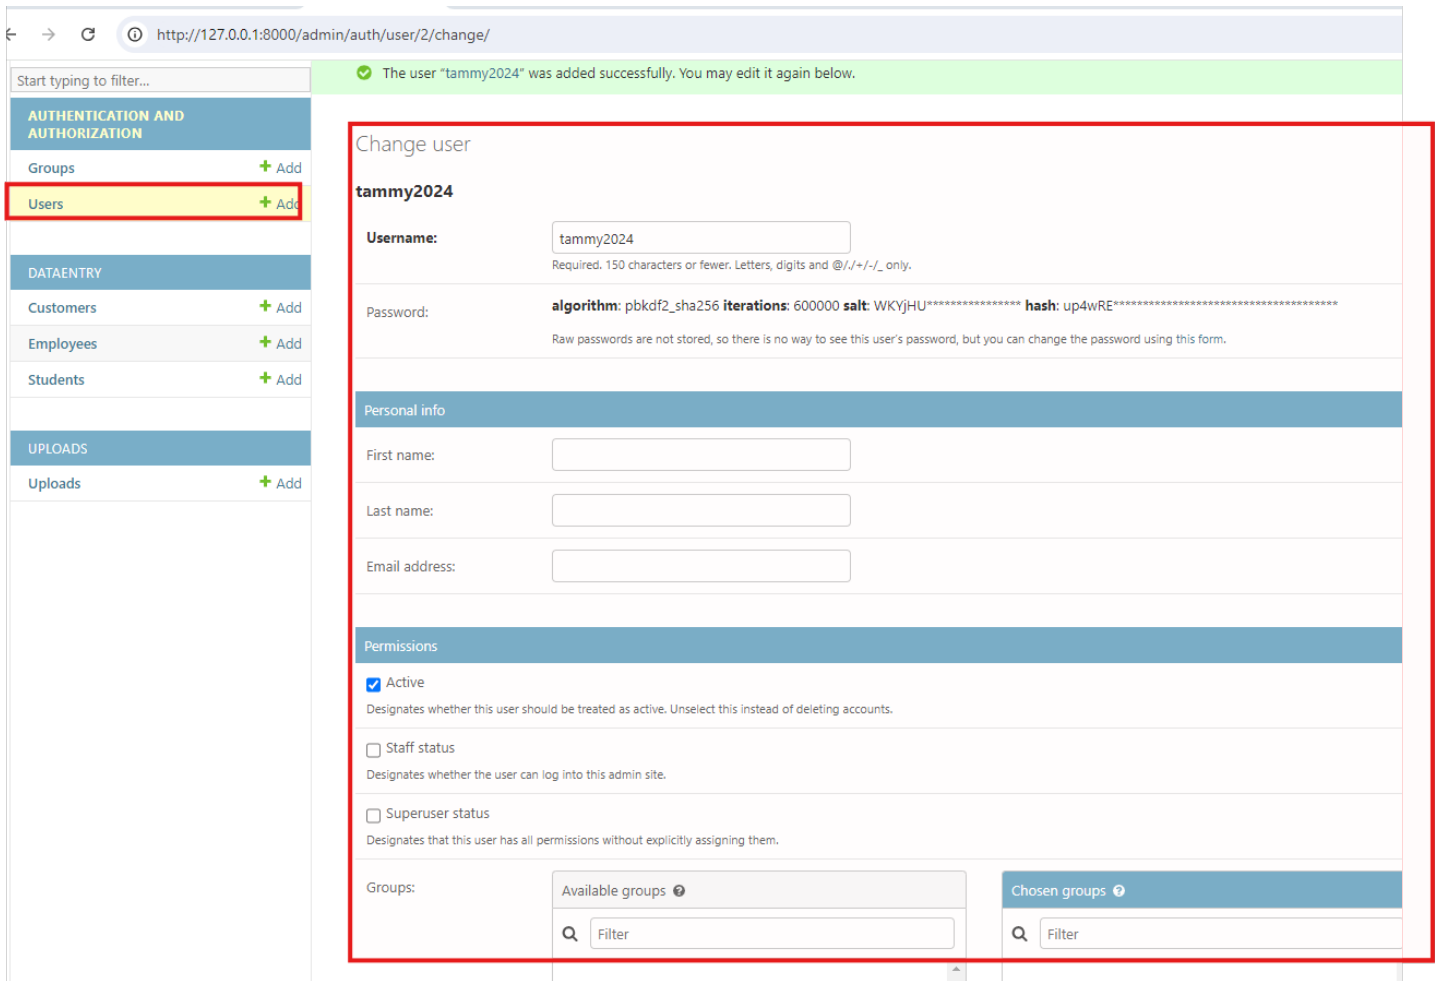 http://127.0.0.1:8000/admin/auth/user/2/change/
Start typing to filter...
The user “tammy2024” was added successfully. You may edit it again below.
AUTHENTICATION AND
AUTHORIZATION
Groups Add
Users Add
DATAENTRY
Customers Add
Employees Add
Students Add
UPLOADS
Uploads Add
Change user
tammy2024
Username: tammy2024
Required. 150 characters or fewer. Letters, digits and @/./+/-/_ only.
Password: algorithm: pbkdf2_sha256 iterations: 600000 salt: WKYjHU**************** hash: up4wRE**************************************
Raw passwords are not stored, so there is no way to see this user’s password, but you can change the password using this form.
Personal info
First name:
Last name:
Email address:
Permissions
Active
Designates whether this user should be treated as active. Unselect this instead of deleting accounts.
Staff status
Designates whether the user can log into this admin site.
Superuser status
Designates that this user has all permissions without explicitly assigning them.
Groups: Available groups Chosen groups
Filter Filter